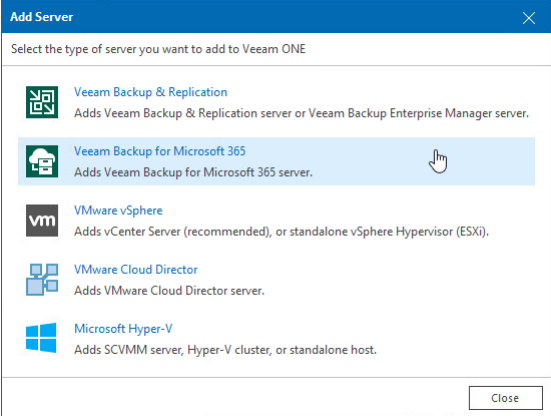 Add Server
Select the type of server you want to add to Veeam ONE
Veeam Backup & Replication
Adds Veeam Backup & Replication server or Veeam Backup Enterprise Manager server.
Veeam Backup for Microsoft 365
Adds Veeam Backup for Microsoft 365 server.
vm
VMware vSphere
Adds vCenter Server (recommended), or standalone vSphere Hypervisor (ESXi).
VMware Cloud Director
Adds VMware Cloud Director server.
Microsoft Hyper-V
Adds SCVMM server, Hyper-V cluster, or standalone host.
Close